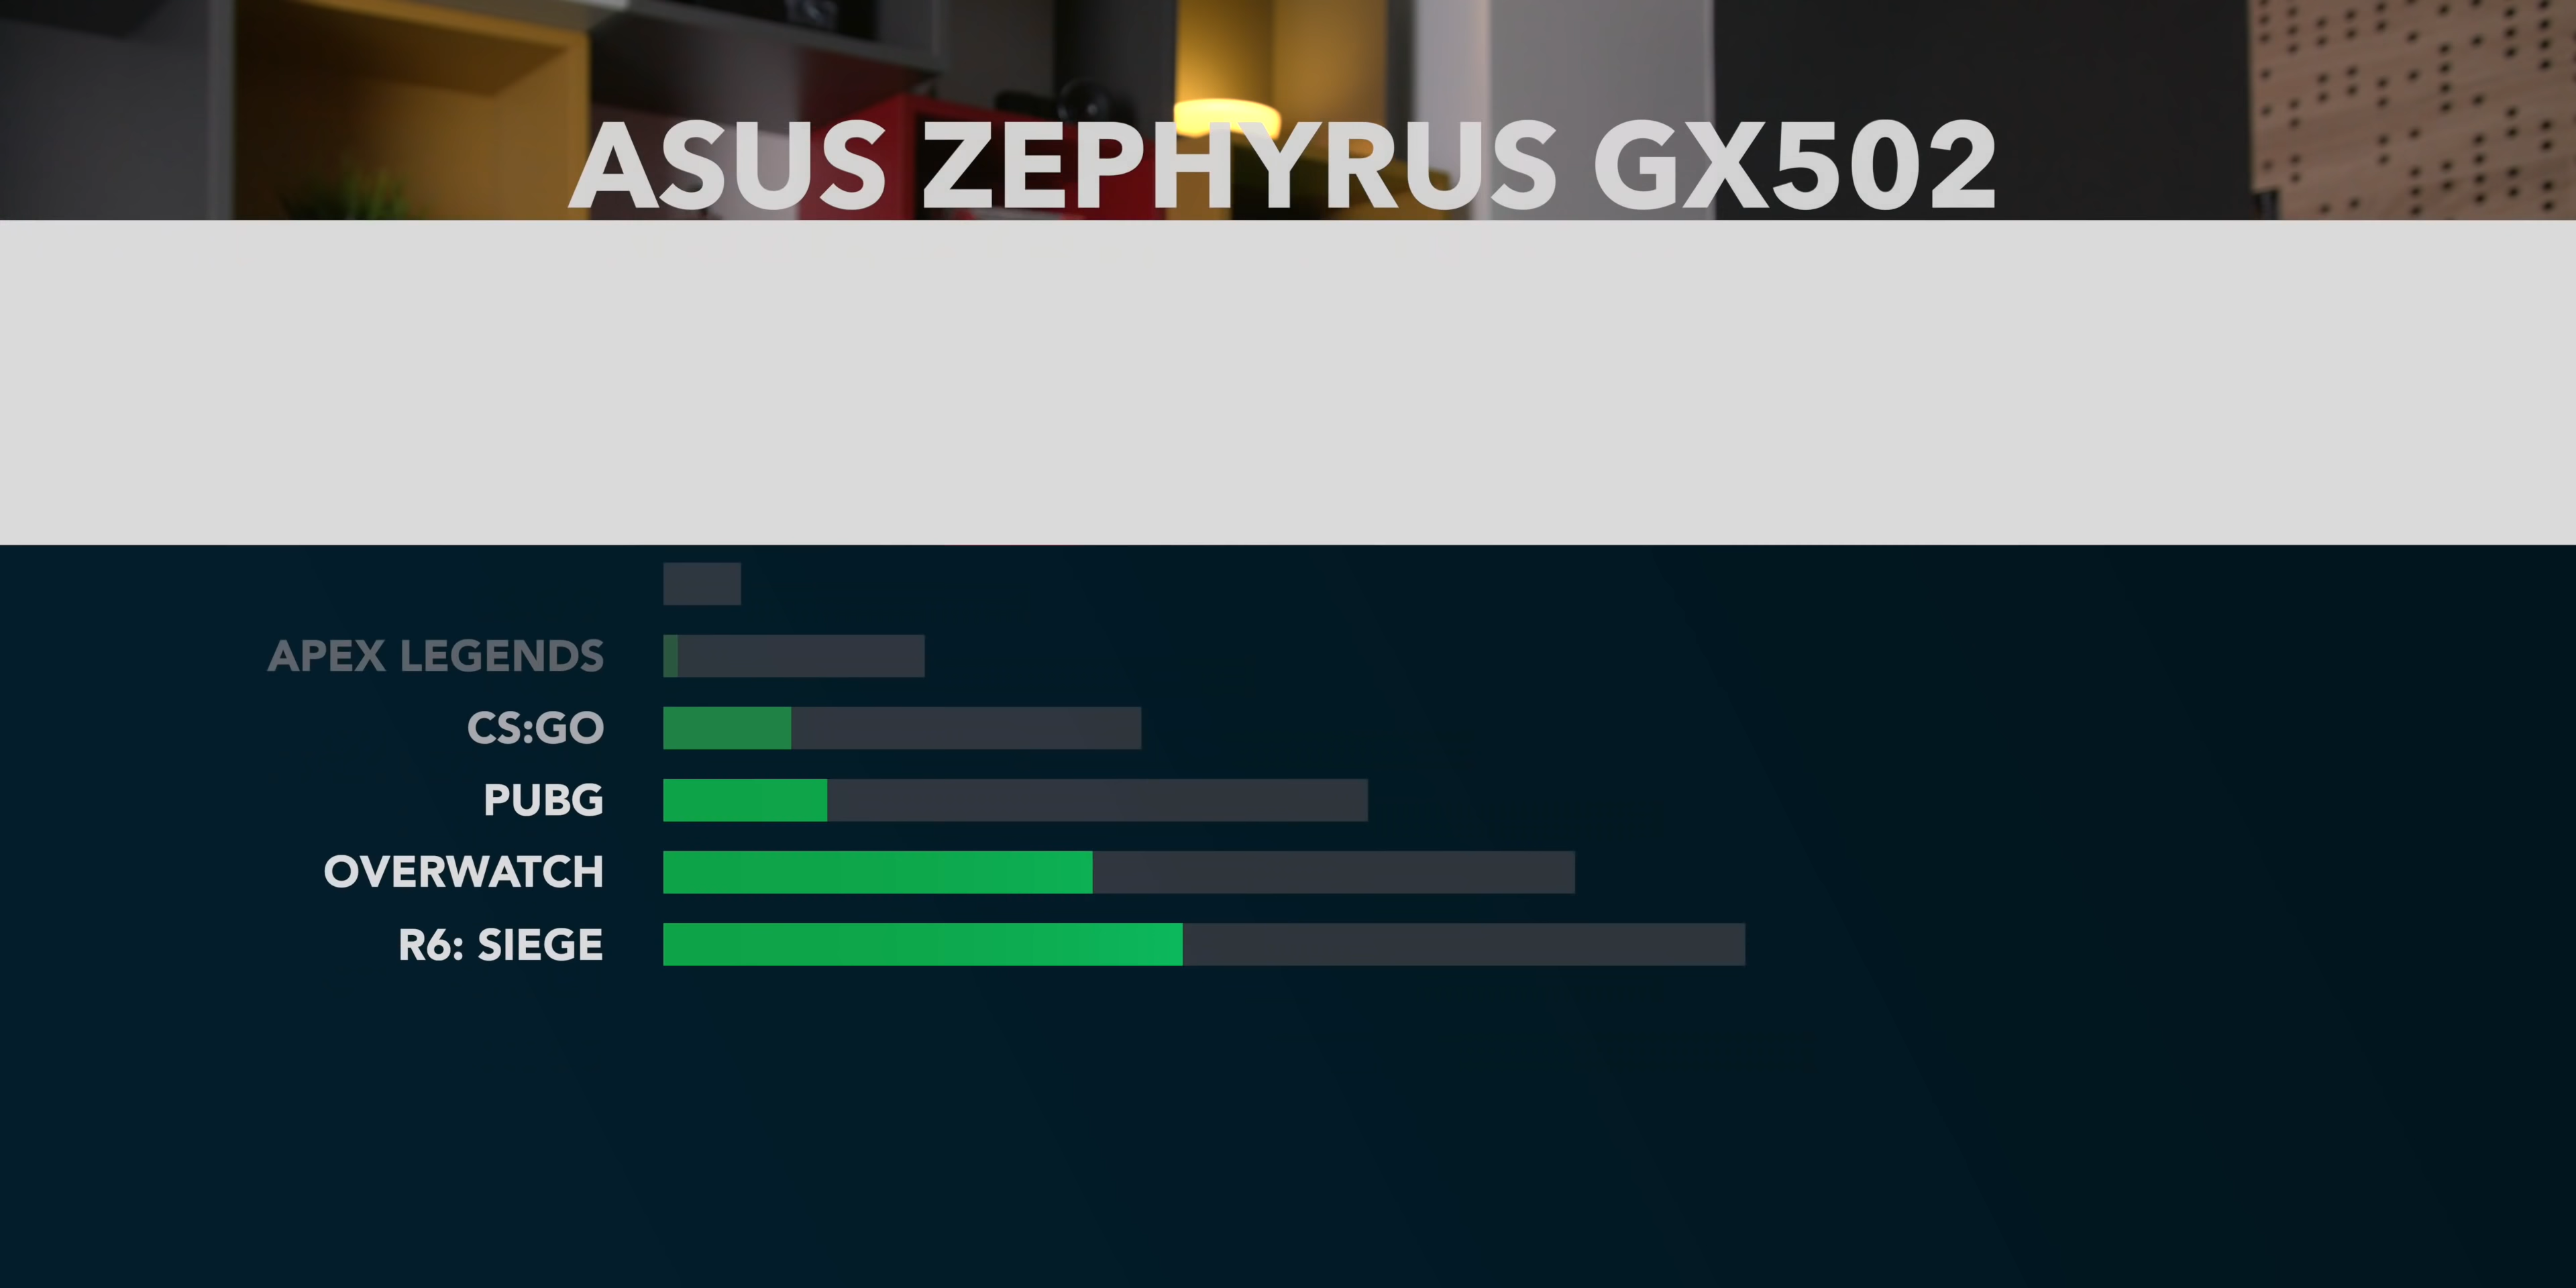 ASUS ZEPHYRUS GX502
APEX LEGENDS
CS:GO
PUBG
OVERWATCH
R6: SIEGE